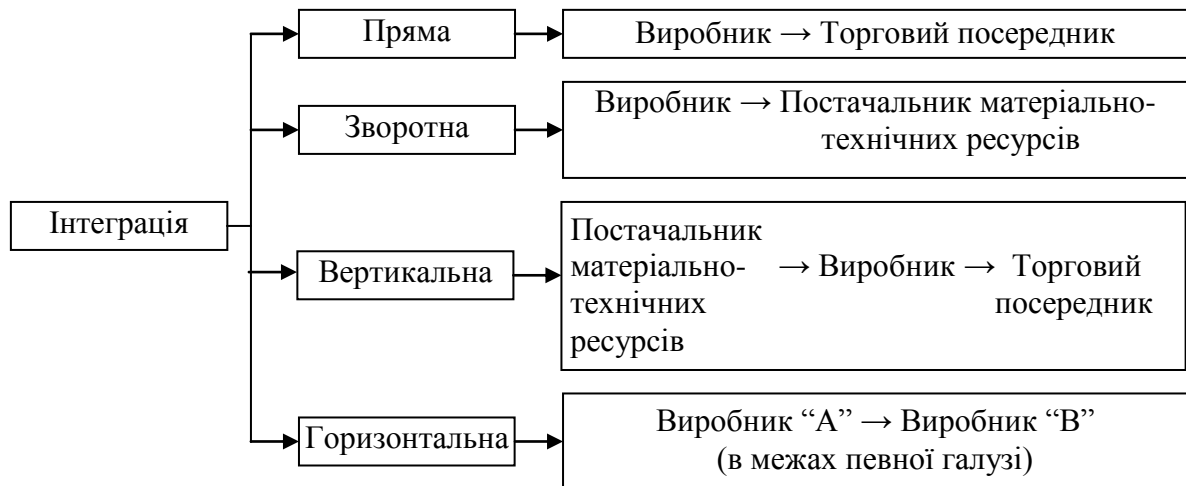 Інтеграція
Пряма
Виробник → Торговий посередник
Зворотна
Виробник → Постачальник матеріально-
технічних ресурсів
Вертикальна
Постачальник
матеріально- → Виробник → Торговий
технічних посередник
ресурсів
Горизонтальна
Виробник “А” → Виробник “В”
(в межах певної галузі)